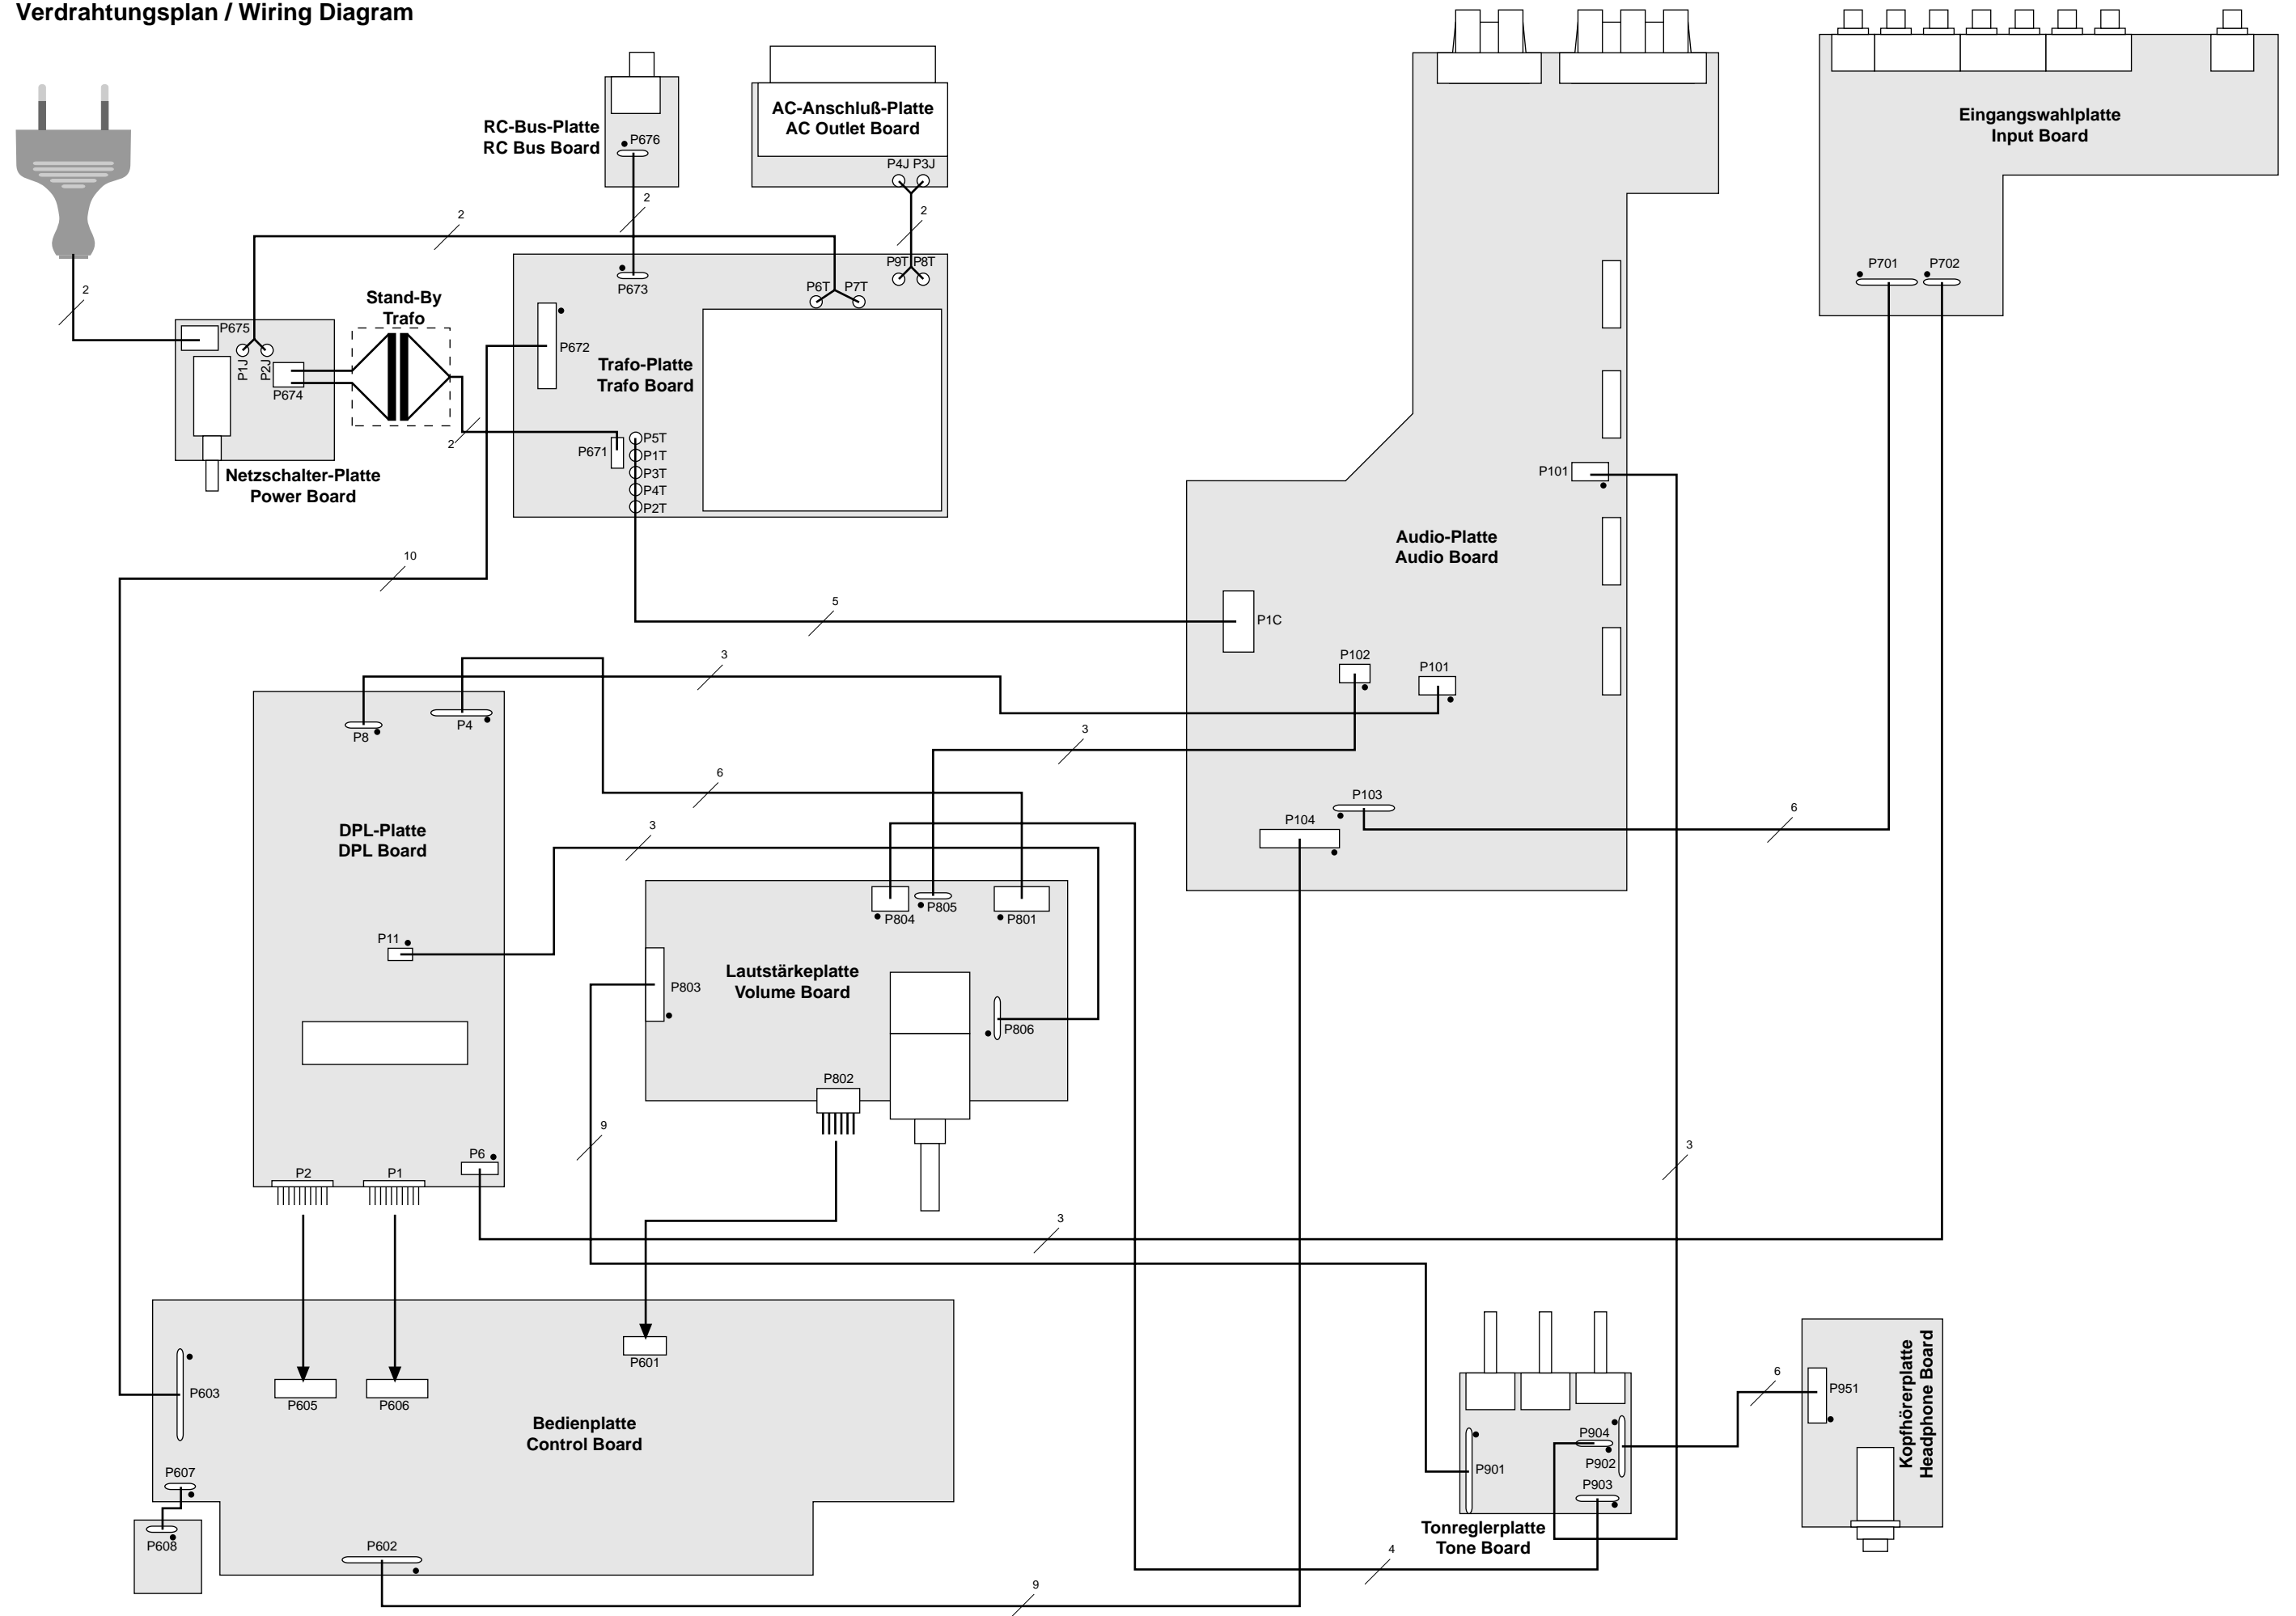 Verdrahtungsplan / Wiring Diagram
RC-Bus-Platte
RC Bus Board
P676
2
AC-Anschluß-Platte
AC Outlet Board
P4J P3J
2
Eingangswahlplatte
Input Board
P701
P702
2
2
P675
P1J
P2J
P674
Netzschalter-Platte
Power Board
Stand-By
Trafo
2
P673
P6T
P7T
P9T
P8T
P672
Trafo-Platte
Trafo Board
P671
P5T
P1T
P3T
P4T
P2T
10
5
P101
Audio-Platte
Audio Board
P1C
P102
P101
P103
P104
3
3
6
6
3
P8
P4
DPL-Platte
DPL Board
P11
P6
P2
P1
P804
P805
P801
Lautstärkeplatte
Volume Board
P803
P806
P802
9
3
3
P601
P603
P605
P606
Bedienplatte
Control Board
P607
P608
P602
9
4
P901
P904
P902
P903
Tonreglerplatte
Tone Board
6
P951
Kopfhörerplatte
Headphone Board